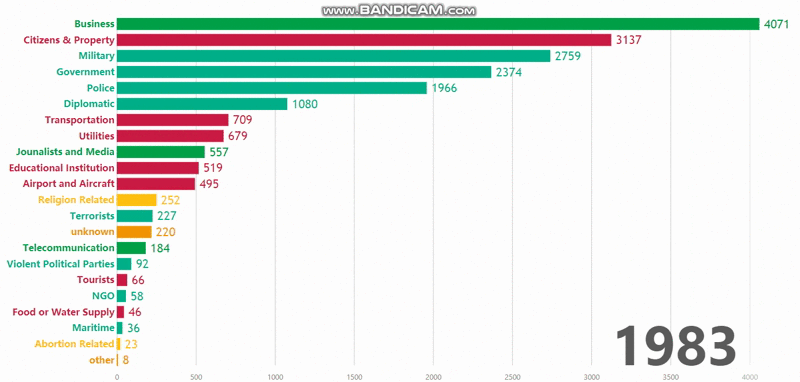 www.BANDICAM.com
Business 4071
Citizens & Property 3137
Military 2759
Government 2374
Police 1966
Diplomatic 1080
Transportation 709
Utilities 679
Jounalists and Media 557
Educational Institution 519
Airport and Aircraft 495
Religion Related 252
Terrorists 227
unknown 220
Telecommunication 184
Violent Political Parties 92
Tourists 66
NGO 58
Food or Water Supply 46
Maritime 36
Abortion Related 23
other 8
1983
0 500 1000 1500 2000 2500 3000 3500 4000